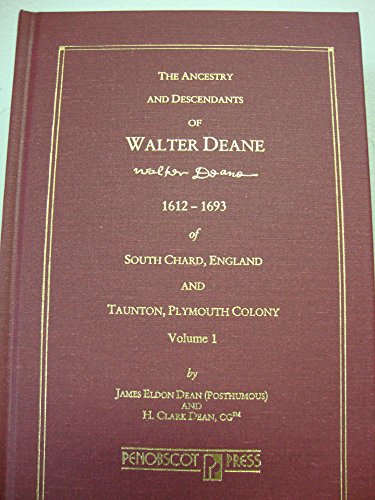 THE ANCESTRY
AND DESCENDANTS
OF
WALTER DEANE
Walter Deane
1612 – 1693
of
SOUTH CHARD, ENGLAND
AND
TAUNTON, PLYMOUTH COLONY
Volume 1
by
JAMES ELDON DEAN (POSTHUMOUS)
AND
H. CLARK DEAN, CG℠
PENOBSCOT PRESS